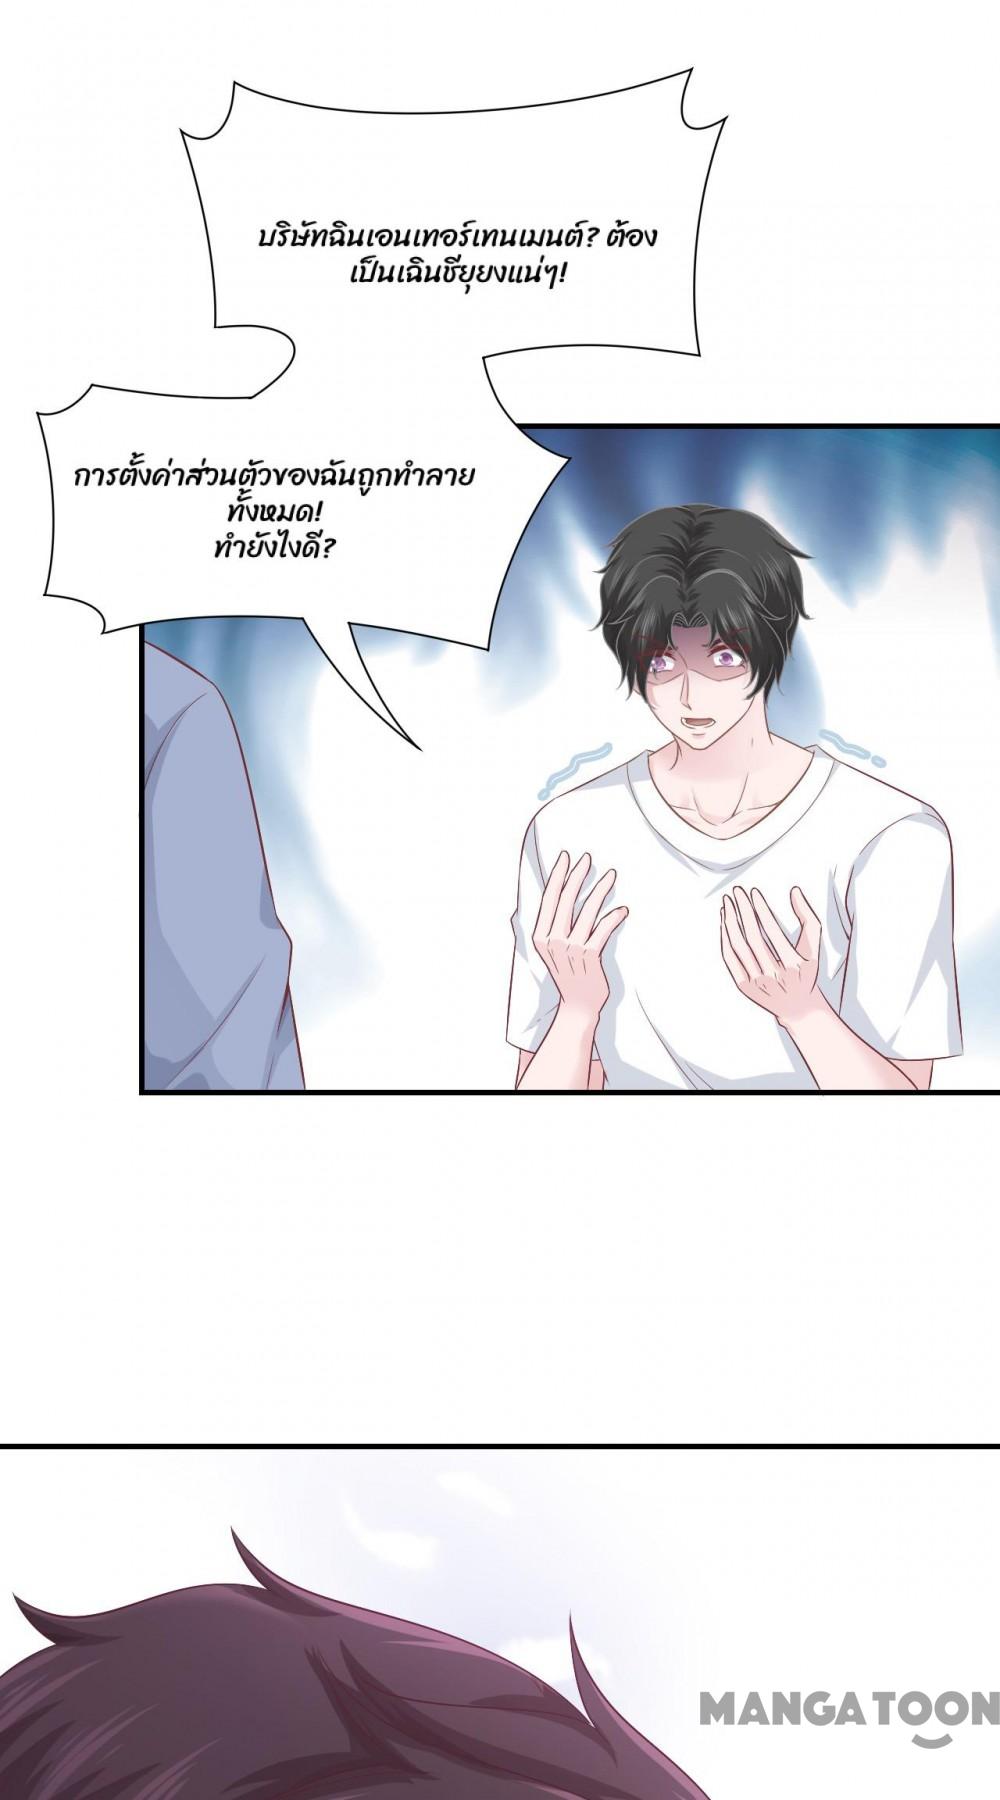 บริษัทฉินเอนเทอร์เทนเมนต์? ต้อง
เป็นเฉินชียุยงแน่ๆ!
การตั้งค่าส่วนตัวของฉันถูกทำลาย
ทั้งหมด!
ทำยังไงดี?
MANGATOON